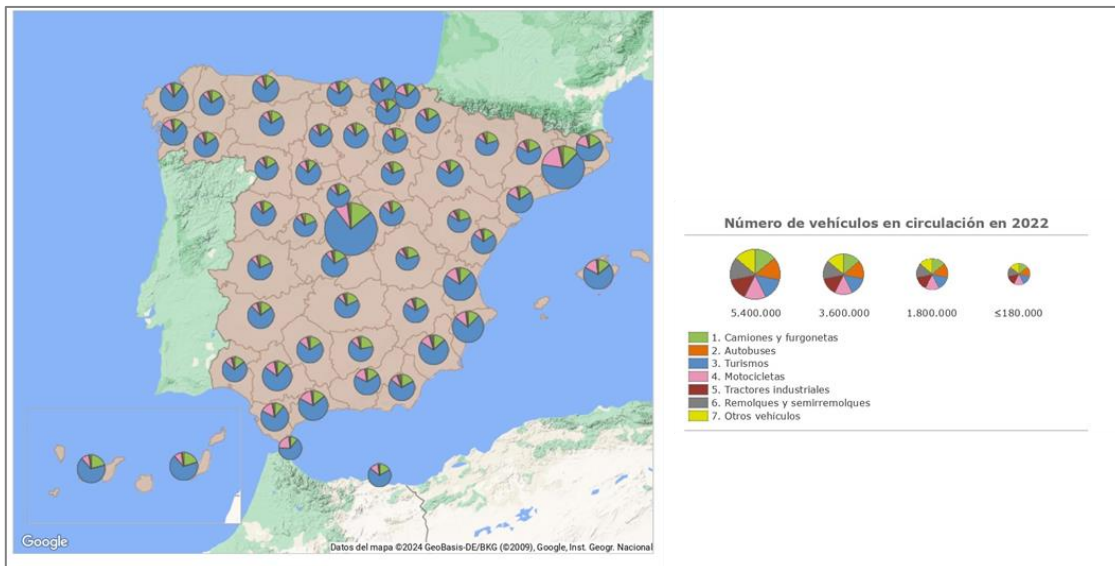 Número de vehículos en circulación en 2022
5.400.000
3.600.000
1.800.000
≤180.000
1. Camiones y furgonetas
2. Autobuses
3. Turismos
4. Motocicletas
5. Tractores industriales
6. Remolques y semirremolques
7. Otros vehículos
Google
Datos del mapa ©2024 GeoBasis-DE/BKG (©2009), Google, Inst. Geogr. Nacional